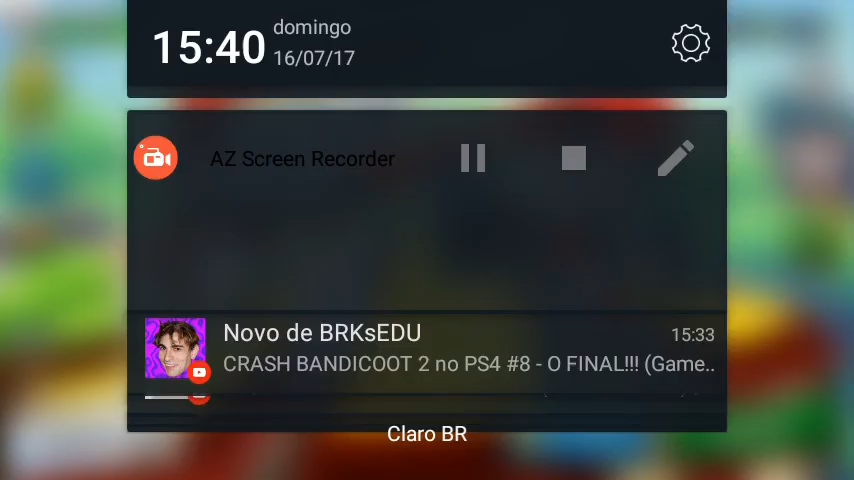 15:40
domingo
16/07/17
AZ Screen Recorder
Novo de BRKsEDU
15:33
CRASH BANDICOOT 2 no PS4 #8 - O FINAL!!! (Game..
Claro BR